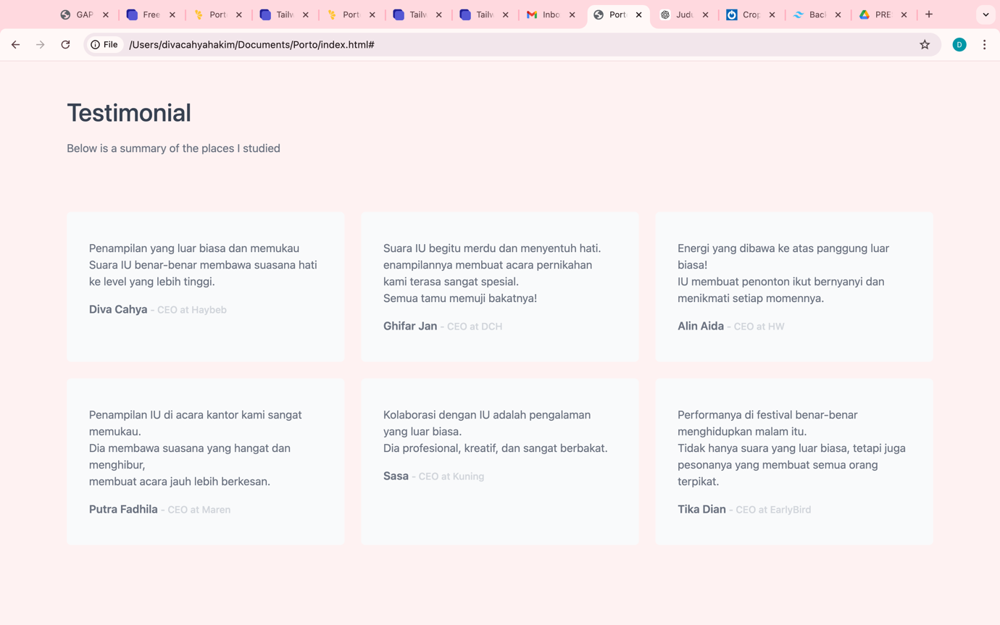 GAP
Free
Port
Tailw
Port
Tailw
Tailw
Inbo
Port
Judu
Crop
Back
PRE
File
/Users/divacahyahakim/Documents/Porto/index.html#
D
Testimonial
Below is a summary of the places I studied
Penampilan yang luar biasa dan memukau
Suara IU benar-benar membawa suasana hati
ke level yang lebih tinggi.
Diva Cahya - CEO at Haybeb
Suara IU begitu merdu dan menyentuh hati.
enampilannya membuat acara pernikahan
kami terasa sangat spesial.
Semua tamu memuji bakatnya!
Ghifar Jan - CEO at DCH
Energi yang dibawa ke atas panggung luar
biasa!
IU membuat penonton ikut bernyanyi dan
menikmati setiap momennya.
Alin Aida - CEO at HW
Penampilan IU di acara kantor kami sangat
memukau.
Dia membawa suasana yang hangat dan
menghibur,
membuat acara jauh lebih berkesan.
Putra Fadhila - CEO at Maren
Kolaborasi dengan IU adalah pengalaman
yang luar biasa.
Dia profesional, kreatif, dan sangat berbakat.
Sasa - CEO at Kuning
Performanya di festival benar-benar
menghidupkan malam itu.
Tidak hanya suara yang luar biasa, tetapi juga
pesonanya yang membuat semua orang
terpikat.
Tika Dian - CEO at EarlyBird